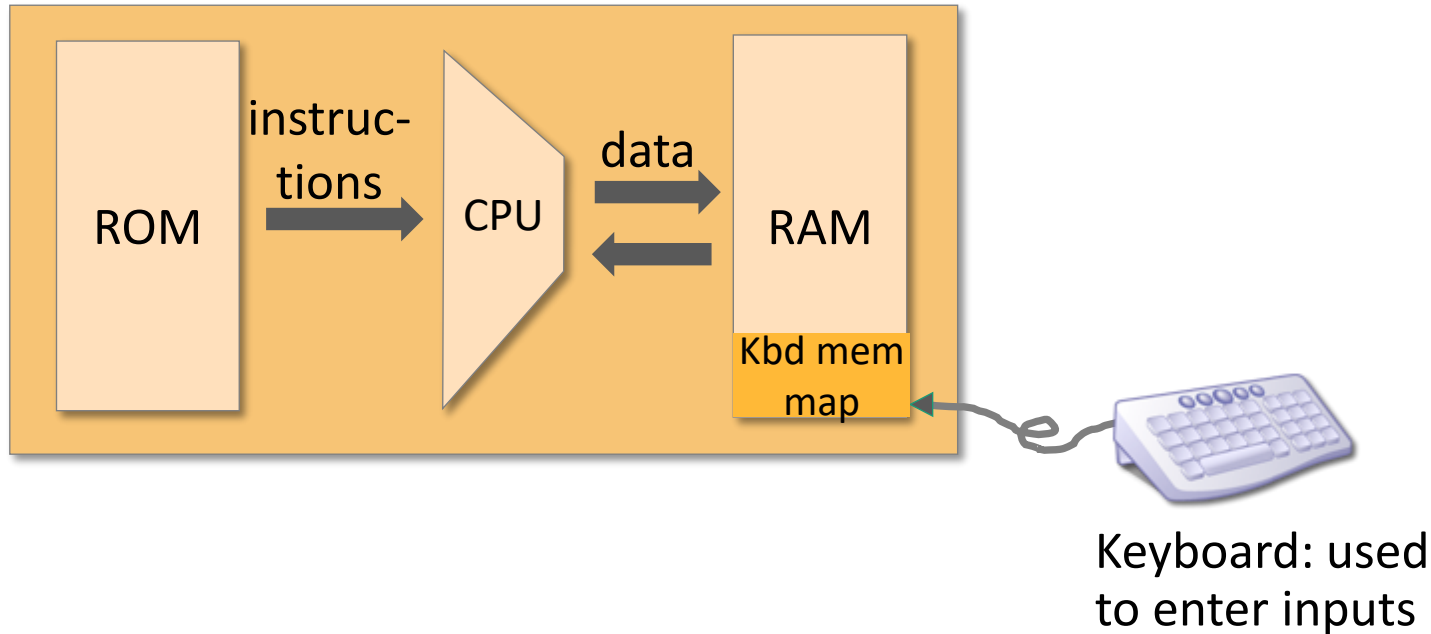 ROM
instruc-
tions
CPU
data
RAM
Kbd mem
map
Keyboard: used
to enter inputs